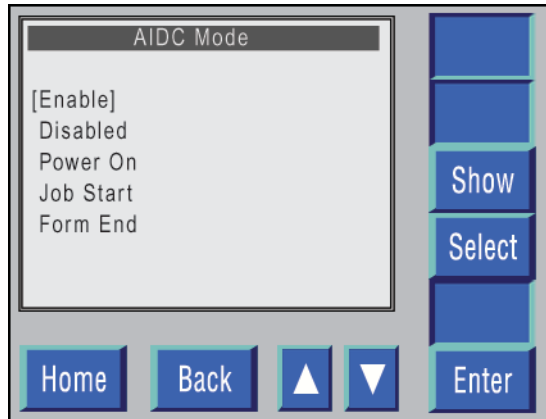 AIDC Mode
[Enable]
Disabled
Power On
Job Start
Form End
Show
Select
Home
Back
Enter